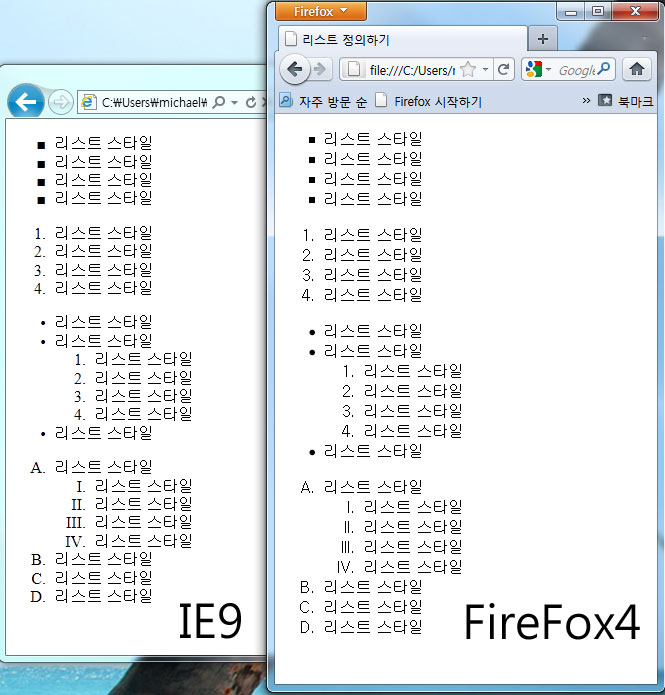 C:￦Users￦michael￦
■ 리스트 스타일
■ 리스트 스타일
■ 리스트 스타일
■ 리스트 스타일
1. 리스트 스타일
2. 리스트 스타일
3. 리스트 스타일
4. 리스트 스타일
• 리스트 스타일
• 리스트 스타일
1. 리스트 스타일
2. 리스트 스타일
3. 리스트 스타일
4. 리스트 스타일
• 리스트 스타일
A. 리스트 스타일
I. 리스트 스타일
II. 리스트 스타일
III. 리스트 스타일
IV. 리스트 스타일
B. 리스트 스타일
C. 리스트 스타일
D. 리스트 스타일
IE9
Firefox
리스트 정의하기
file:///C:/Users/r
Google
자주 방문 순 Firefox 시작하기 » 북마크
■ 리스트 스타일
■ 리스트 스타일
■ 리스트 스타일
■ 리스트 스타일
1. 리스트 스타일
2. 리스트 스타일
3. 리스트 스타일
4. 리스트 스타일
• 리스트 스타일
• 리스트 스타일
1. 리스트 스타일
2. 리스트 스타일
3. 리스트 스타일
4. 리스트 스타일
• 리스트 스타일
A. 리스트 스타일
I. 리스트 스타일
II. 리스트 스타일
III. 리스트 스타일
IV. 리스트 스타일
B. 리스트 스타일
C. 리스트 스타일
D. 리스트 스타일
FireFox4